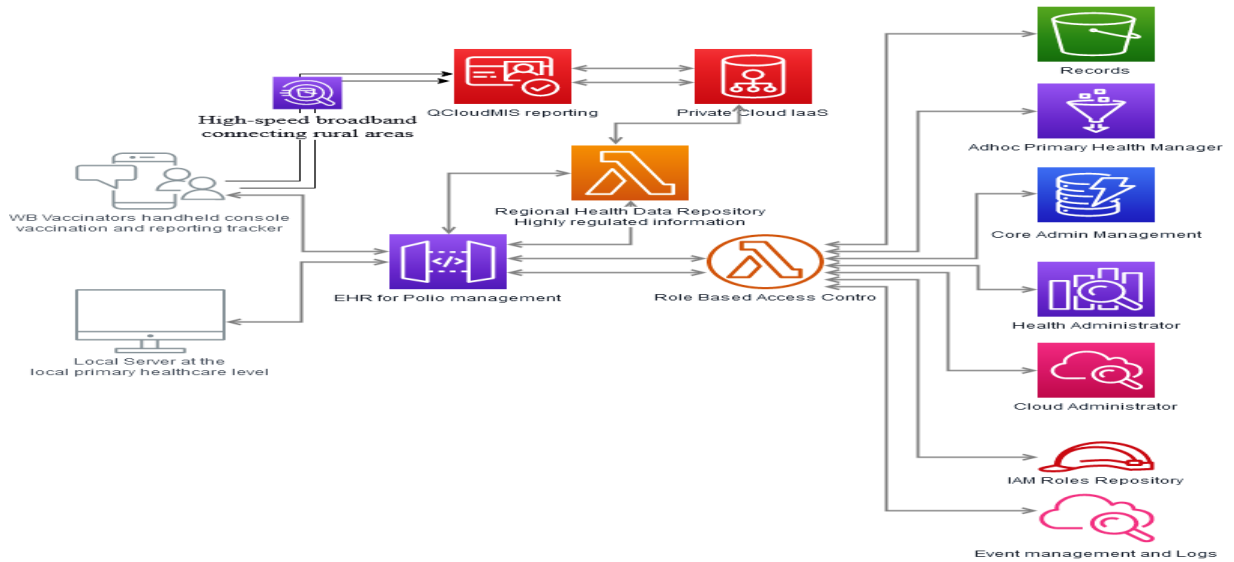 Records
QCloudMIS reporting
Private Cloud IaaS
High-speed broadband
connecting rural areas
Adhoc Primary Health Manager
WB Vaccinators handheld console
vaccination and reporting tracker
Regional Health Data Repository
Highly regulated information
Core Admin Management
</>
EHR for Polio management
Role Based Access Contro
Health Administrator
Local Server at the
local primary healthcare level
Cloud Administrator
IAM Roles Repository
Event management and Logs